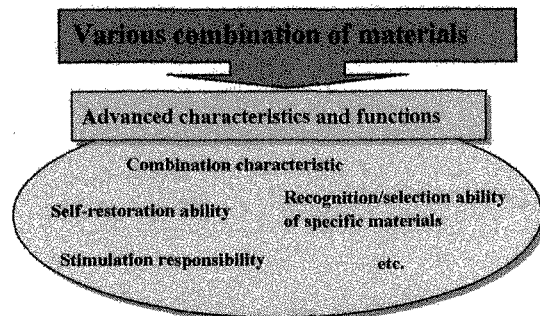 Various combination of materials
Advanced characteristics and functions
Combination characteristic
Self-restoration ability
Recognition/selection ability
of specific materials
Stimulation responsibility
etc.